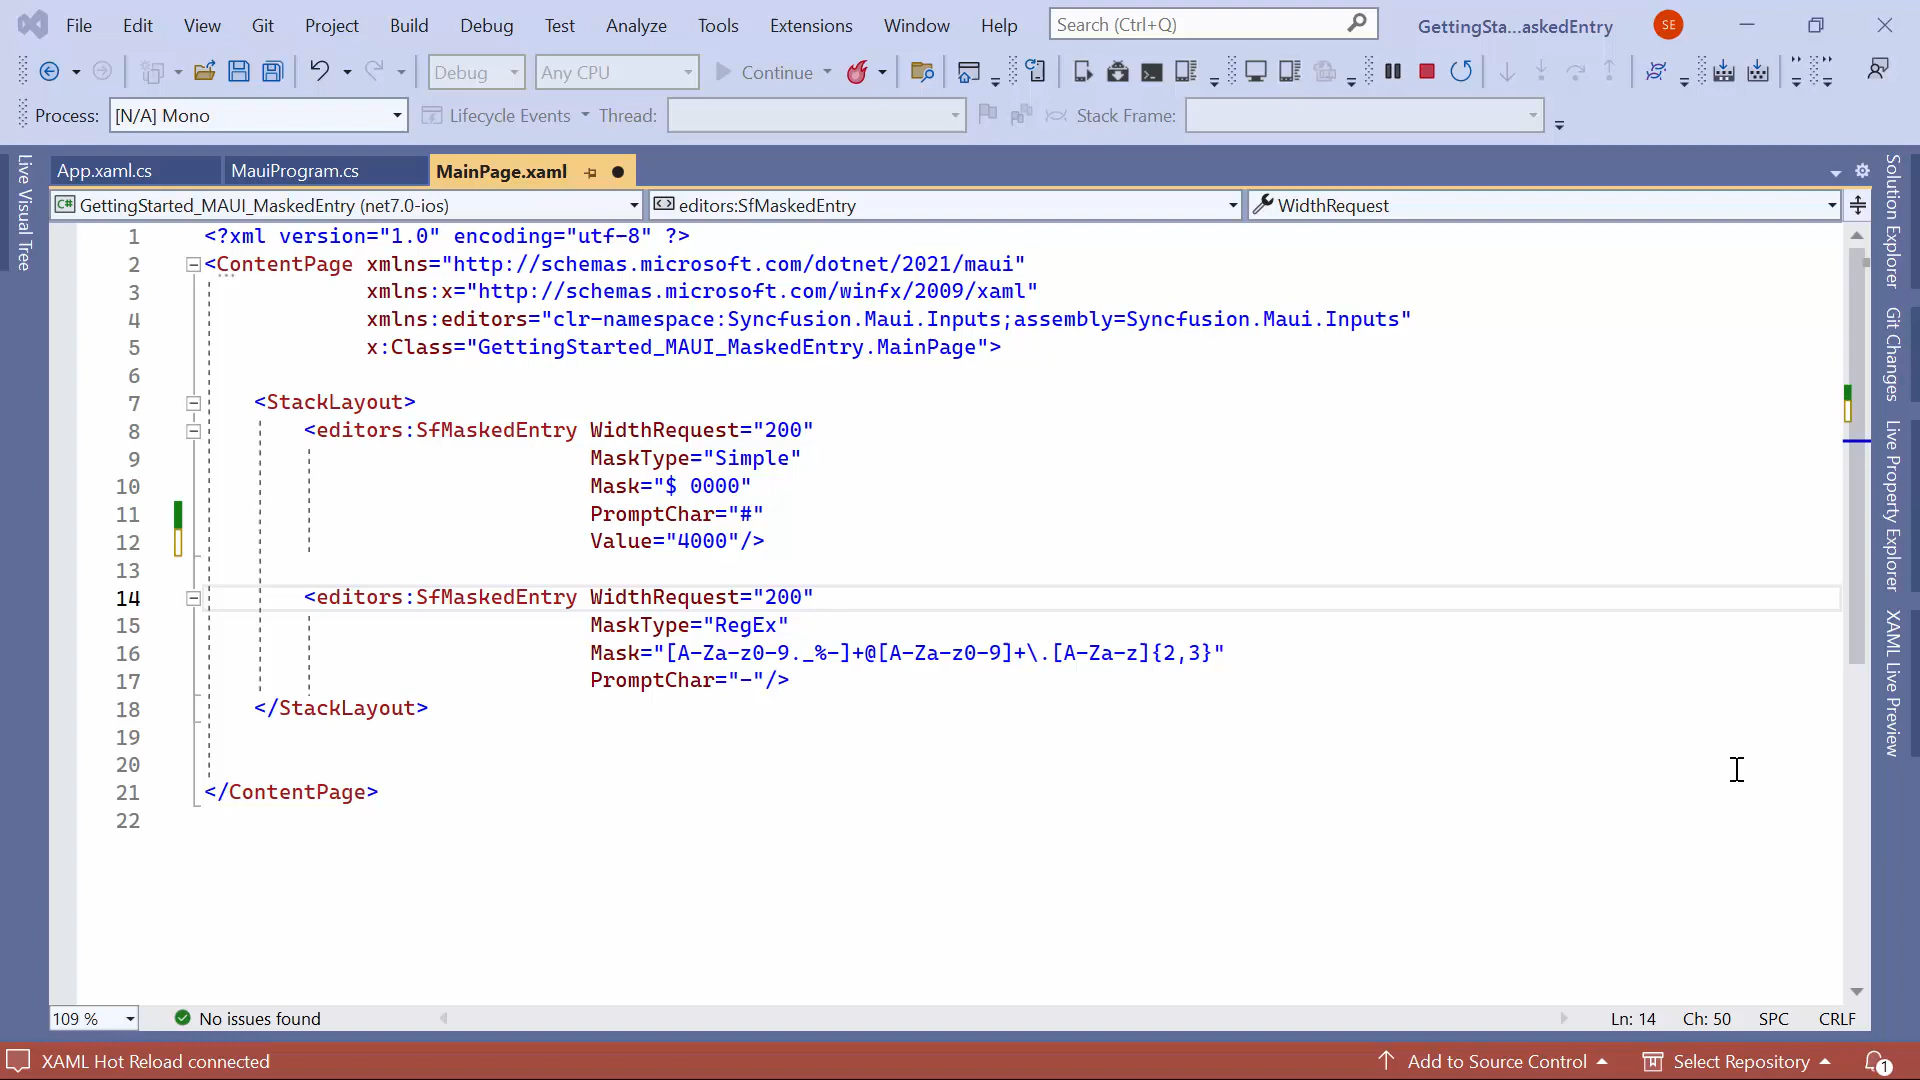 File Edit View Git Project Build Debug Test Analyze Tools Extensions Window Help Search (Ctrl+Q) GettingSta...askedEntry SE
Debug Any CPU Continue
Process: [N/A] Mono Lifecycle Events Thread: Stack Frame:
Live Visual Tree
App.xaml.cs MauiProgram.cs MainPage.xaml
GettingStarted_MAUI_MaskedEntry (net7.0-ios) editors:SfMaskedEntry WidthRequest
1 <?xml version="1.0" encoding="utf-8" ?>
2 <ContentPage xmlns="http://schemas.microsoft.com/dotnet/2021/maui"
3 xmlns:x="http://schemas.microsoft.com/winfx/2009/xaml"
4 xmlns:editors="clr-namespace:Syncfusion.Maui.Inputs;assembly=Syncfusion.Maui.Inputs"
5 x:Class="GettingStarted_MAUI_MaskedEntry.MainPage">
6
7 <StackLayout>
8 <editors:SfMaskedEntry WidthRequest="200"
9 MaskType="Simple"
10 Mask="$ 0000"
11 PromptChar="#"
12 Value="4000"/>
13
14 <editors:SfMaskedEntry WidthRequest="200"
15 MaskType="RegEx"
16 Mask="[A-Za-z0-9._%-]+@[A-Za-z0-9]+\.[A-Za-z]{2,3}"
17 PromptChar="-"/>
18 </StackLayout>
19
20
21 </ContentPage>
22
Solution Explorer
Git Changes
Live Property Explorer
XAML Live Preview
109 % No issues found Ln: 14 Ch: 50 SPC CRLF
XAML Hot Reload connected Add to Source Control Select Repository 1